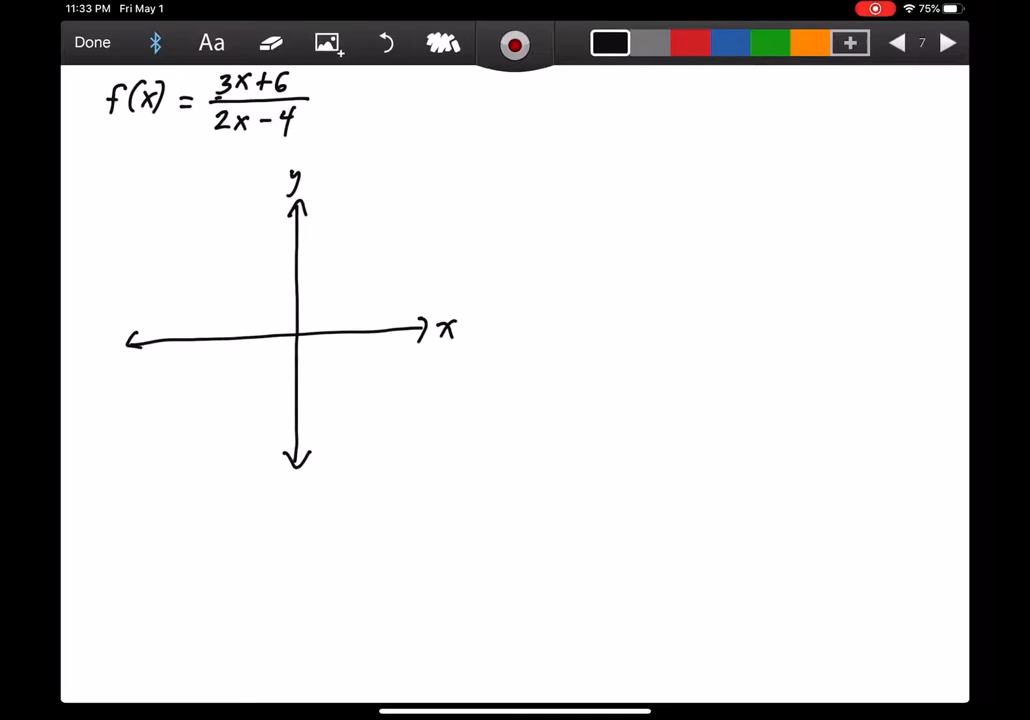 11:33 PM Fri May 1 75%
Done Aa 7
f(x) = 3x+6
2x - 4
y
x